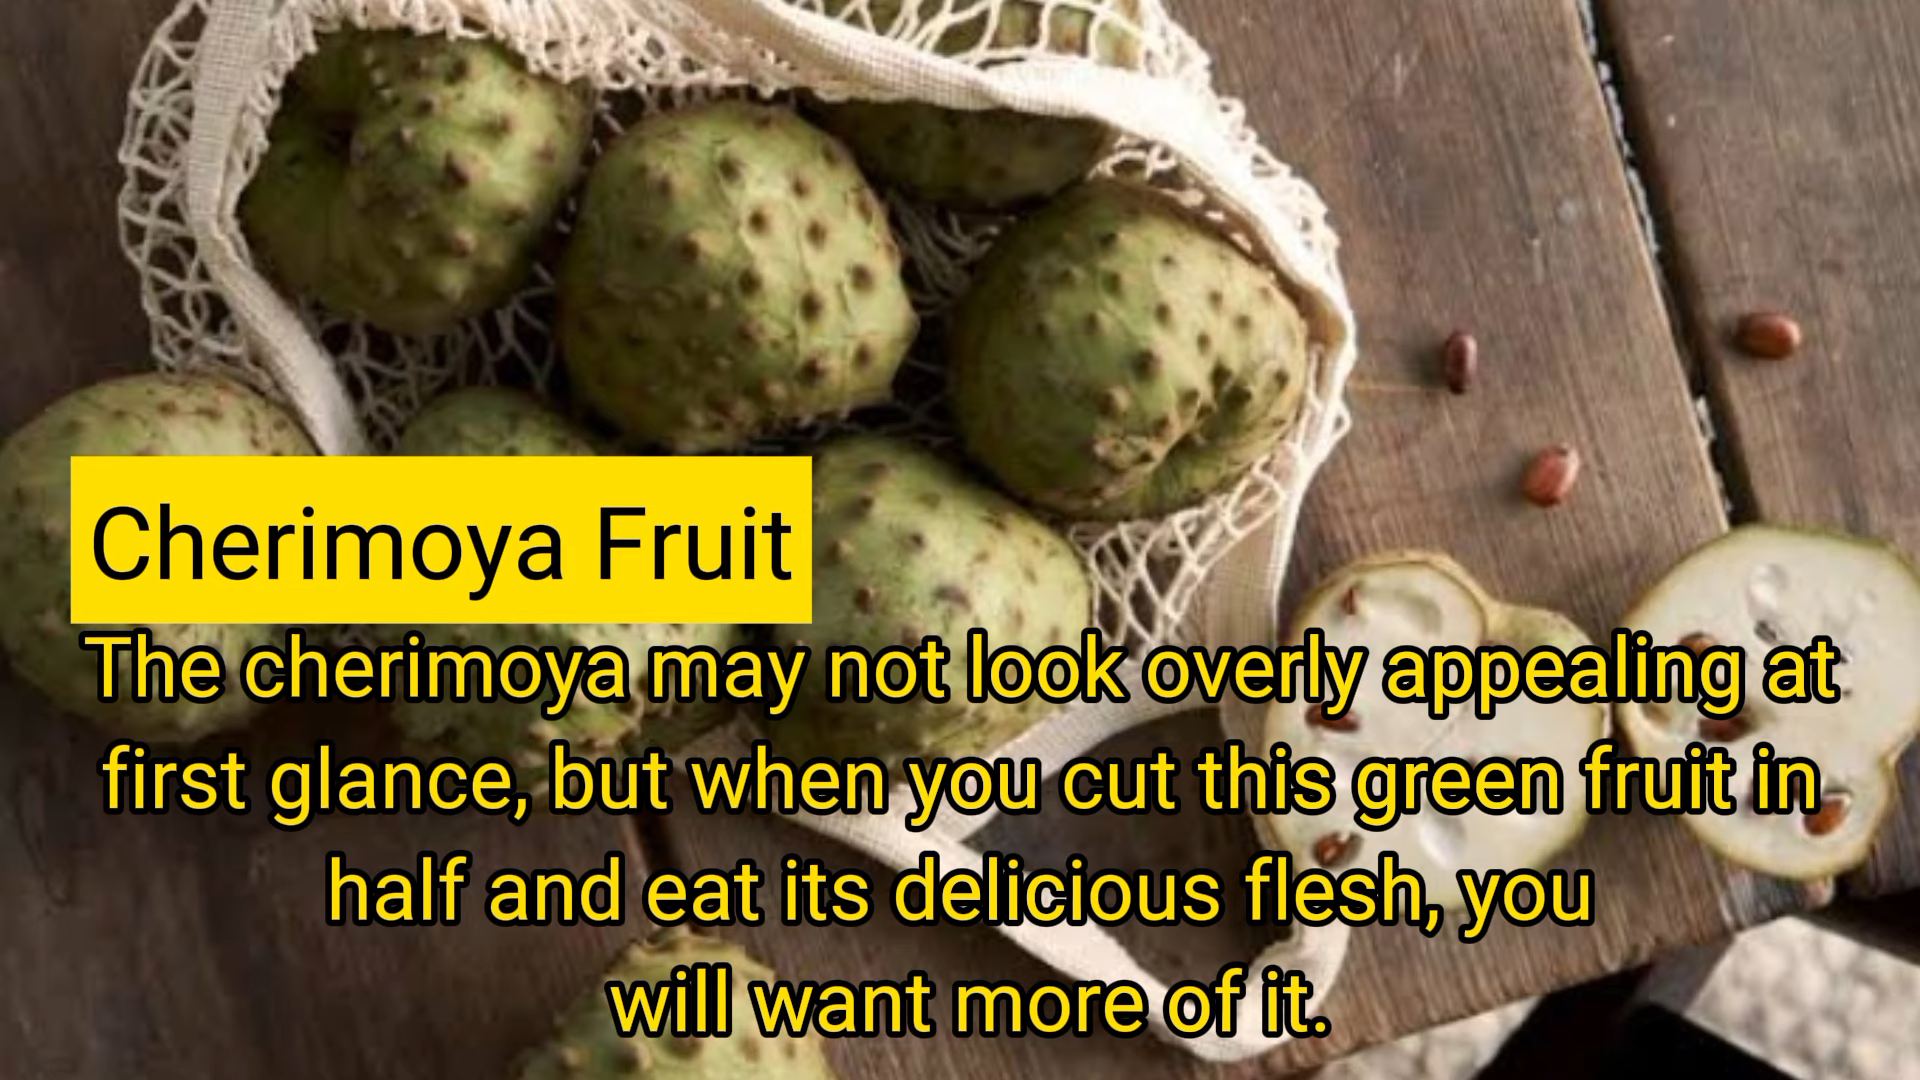 Cherimoya Fruit
The cherimoya may not look overly appealing at
first glance, but when you cut this green fruit in
half and eat its delicious flesh, you
will want more of it.